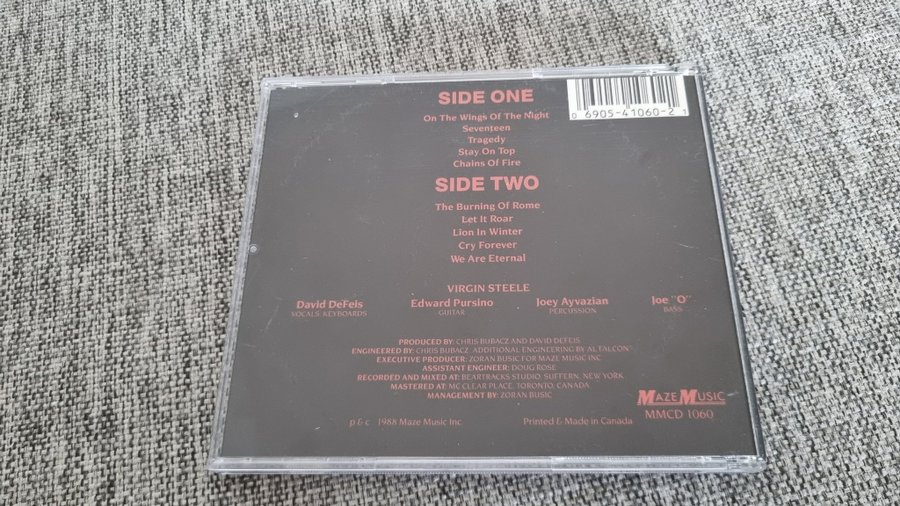 SIDE ONE
On The Wings Of The Night
Seventeen
Tragedy
Stay On Top
Chains Of Fire
0 6905-41060-2 1
SIDE TWO
The Burning Of Rome
Let It Roar
Lion In Winter
Cry Forever
We Are Eternal
VIRGIN STEELE
David DeFeis
VOCALS, KEYBOARDS
Edward Pursino
GUITAR
Joey Ayvazian
PERCUSSION
Joe "O"
BASS
PRODUCED BY: CHRIS BUBACZ AND DAVID DEFEIS
ENGINEERED BY: CHRIS BUBACZ ADDITIONAL ENGINEERING BY AL FALCON
EXECUTIVE PRODUCER: ZORAN BUSIC FOR MAZE MUSIC INC
ASSISTANT ENGINEER: DOUG ROSE
RECORDED AND MIXED AT: BEARTRACKS STUDIO, SUFFERN, NEW YORK
MASTERED AT: MC CLEAR PLACE, TORONTO, CANADA
MANAGEMENT BY: ZORAN BUSIC
MAZE MUSIC
MMCD 1060
p & c 1988 Maze Music Inc.
Printed & Made in Canada